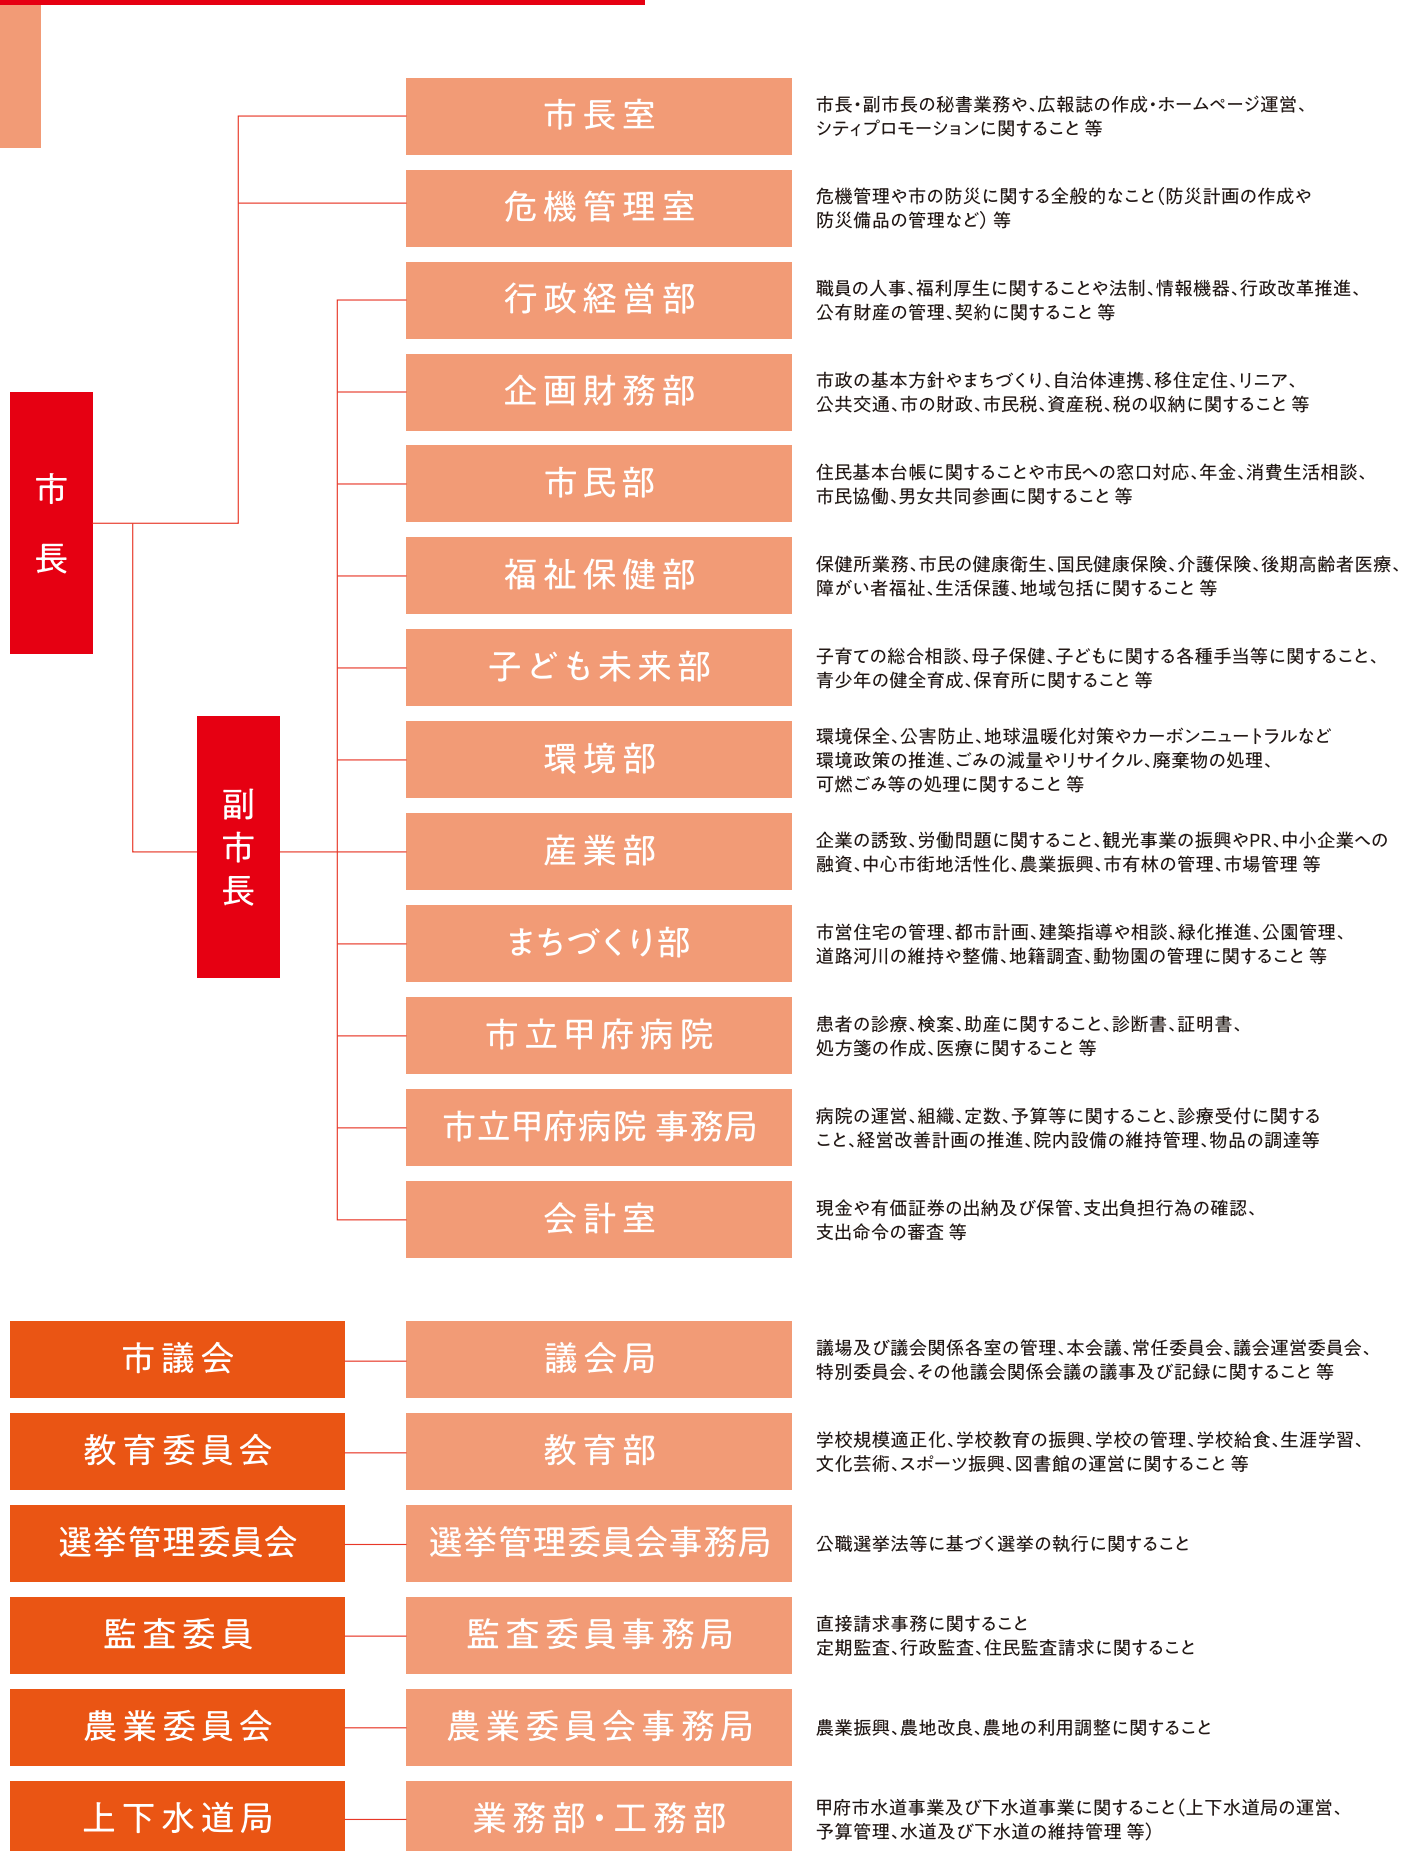 市長
副市長
市長室
市長・副市長の秘書業務や、広報誌の作成・ホームページ運営、
シティプロモーションに関すること 等
危機管理室
危機管理や市の防災に関する全般的なこと（防災計画の作成や
防災備品の管理など） 等
行政経営部
職員の人事、福利厚生に関することや法制、情報機器、行政改革推進、
公有財産の管理、契約に関すること 等
企画財務部
市政の基本方針やまちづくり、自治体連携、移住定住、リニア、
公共交通、市の財政、市民税、資産税、税の収納に関すること 等
市民部
住民基本台帳に関することや市民への窓口対応、年金、消費生活相談、
市民協働、男女共同参画に関すること 等
福祉保健部
保健所業務、市民の健康衛生、国民健康保険、介護保険、後期高齢者医療、
障がい者福祉、生活保護、地域包括に関すること 等
子ども未来部
子育ての総合相談、母子保健、子どもに関する各種手当等に関すること、
青少年の健全育成、保育所に関すること 等
環境部
環境保全、公害防止、地球温暖化対策やカーボンニュートラルなど
環境政策の推進、ごみの減量やリサイクル、廃棄物の処理、
可燃ごみ等の処理に関すること 等
産業部
企業の誘致、労働問題に関すること、観光事業の振興やPR、中小企業への
融資、中心市街地活性化、農業振興、市有林の管理、市場管理 等
まちづくり部
市営住宅の管理、都市計画、建築指導や相談、緑化推進、公園管理、
道路河川の維持や整備、地籍調査、動物園の管理に関すること 等
市立甲府病院
患者の診療、検案、助産に関すること、診断書、証明書、
処方箋の作成、医療に関すること 等
市立甲府病院 事務局
病院の運営、組織、定数、予算等に関すること、診療受付に関する
こと、経営改善計画の推進、院内設備の維持管理、物品の調達等
会計室
現金や有価証券の出納及び保管、支出負担行為の確認、
支出命令の審査 等
市議会
議会局
議場及び議会関係各室の管理、本会議、常任委員会、議会運営委員会、
特別委員会、その他議会関係会議の議事及び記録に関すること 等
教育委員会
教育部
学校規模適正化、学校教育の振興、学校の管理、学校給食、生涯学習、
文化芸術、スポーツ振興、図書館の運営に関すること 等
選挙管理委員会
選挙管理委員会事務局
公職選挙法等に基づく選挙の執行に関すること
監査委員
監査委員事務局
直接請求事務に関すること
定期監査、行政監査、住民監査請求に関すること
農業委員会
農業委員会事務局
農業振興、農地改良、農地の利用調整に関すること
上下水道局
業務部・工務部
甲府市水道事業及び下水道事業に関すること（上下水道局の運営、
予算管理、水道及び下水道の維持管理 等）